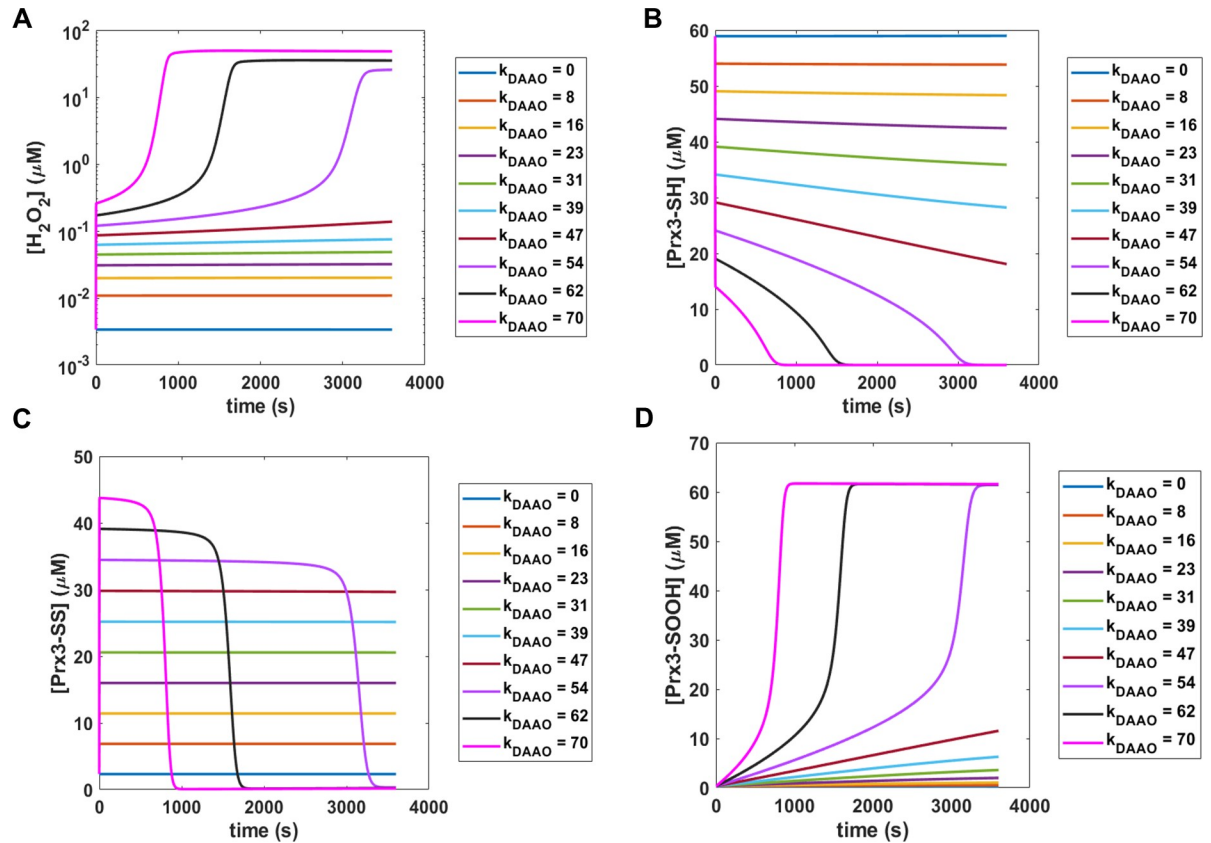 A
[H2O2] (μM)
10^2
10^1
10^0
10^-1
10^-2
10^-3
0 1000 2000 3000 4000
time (s)
kDAAO = 0
kDAAO = 8
kDAAO = 16
kDAAO = 23
kDAAO = 31
kDAAO = 39
kDAAO = 47
kDAAO = 54
kDAAO = 62
kDAAO = 70
B
[Prx3-SH] (μM)
60
50
40
30
20
10
0
0 1000 2000 3000 4000
time (s)
kDAAO = 0
kDAAO = 8
kDAAO = 16
kDAAO = 23
kDAAO = 31
kDAAO = 39
kDAAO = 47
kDAAO = 54
kDAAO = 62
kDAAO = 70
C
[Prx3-SS] (μM)
50
40
30
20
10
0
0 1000 2000 3000 4000
time (s)
kDAAO = 0
kDAAO = 8
kDAAO = 16
kDAAO = 23
kDAAO = 31
kDAAO = 39
kDAAO = 47
kDAAO = 54
kDAAO = 62
kDAAO = 70
D
[Prx3-SOOH] (μM)
70
60
50
40
30
20
10
0
0 1000 2000 3000 4000
time (s)
kDAAO = 0
kDAAO = 8
kDAAO = 16
kDAAO = 23
kDAAO = 31
kDAAO = 39
kDAAO = 47
kDAAO = 54
kDAAO = 62
kDAAO = 70